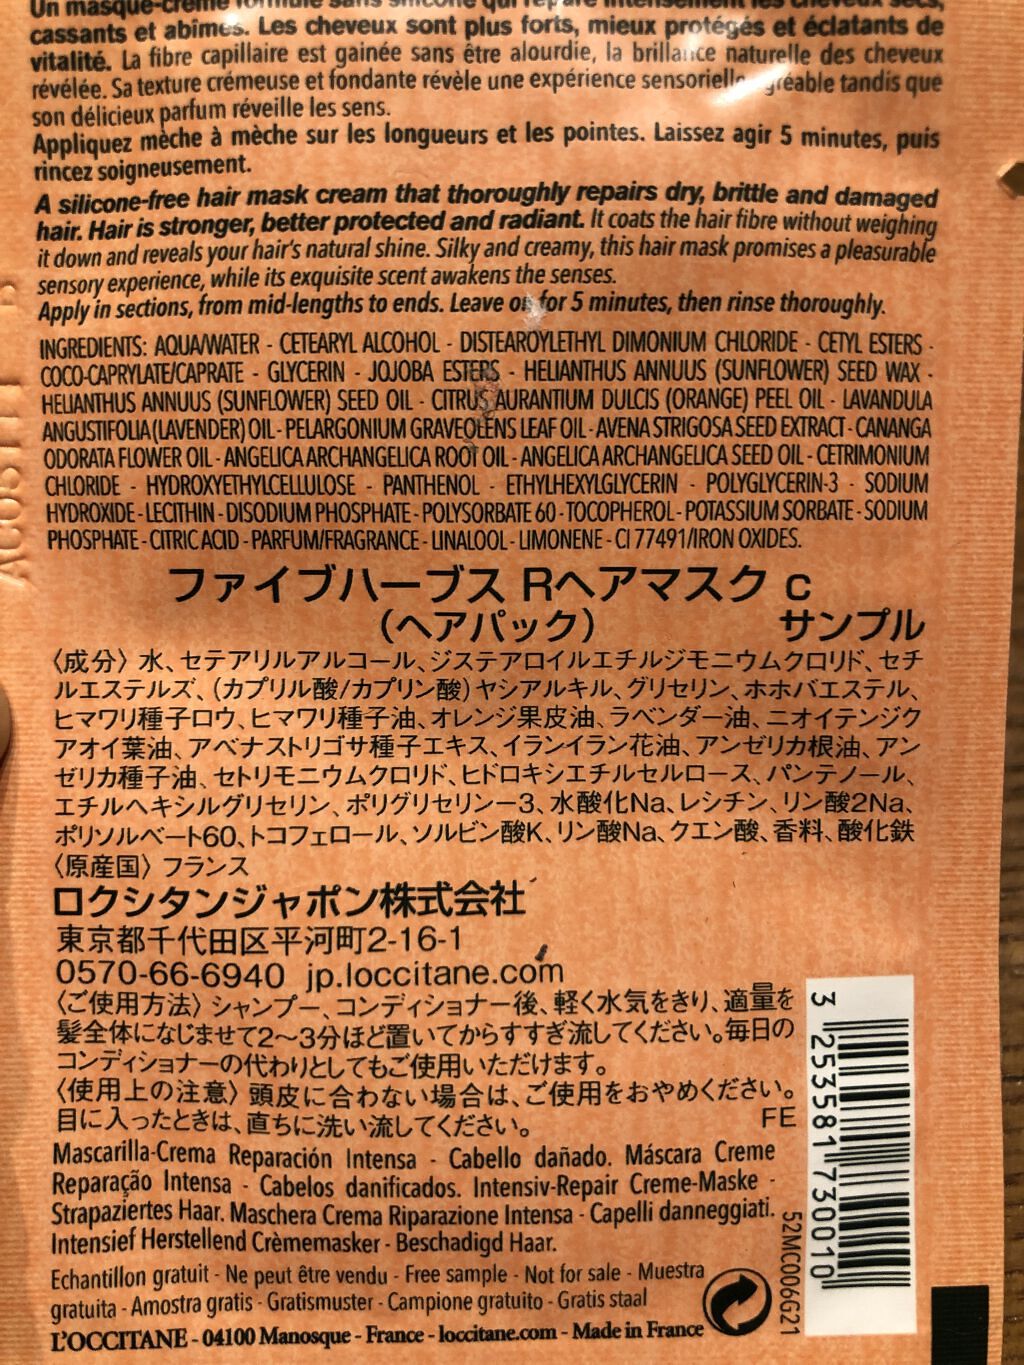 Un masque-crème formule sans silicone qui répare intensément les cheveux secs,
cassants et abîmés. Les cheveux sont plus forts, mieux protégés et éclatants de
vitalité. La fibre capillaire est gainée sans être alourdie, la brillance naturelle des cheveux
révélée. Sa texture crémeuse et fondante révèle une expérience sensorielle agréable tandis que
son délicieux parfum réveille les sens.
Appliquez mèche à mèche sur les longueurs et les pointes. Laissez agir 5 minutes, puis
rincez soigneusement.
A silicone-free hair mask cream that thoroughly repairs dry, brittle and damaged
hair. Hair is stronger, better protected and radiant. It coats the hair fibre without weighing
it down and reveals your hair's natural shine. Silky and creamy, this hair mask promises a pleasurable
sensory experience, while its exquisite scent awakens the senses.
Apply in sections, from mid-lengths to ends. Leave on for 5 minutes, then rinse thoroughly.
INGREDIENTS: AQUA/WATER - CETEARYL ALCOHOL - DISTEAROYLETHYL DIMONIUM CHLORIDE - CETYL ESTERS -
COCO-CAPRYLATE/CAPRATE - GLYCERIN - JOJOBA ESTERS - HELIANTHUS ANNUUS (SUNFLOWER) SEED WAX -
HELIANTHUS ANNUUS (SUNFLOWER) SEED OIL - CITRUS AURANTIUM DULCIS (ORANGE) PEEL OIL - LAVANDULA
ANGUSTIFOLIA (LAVENDER) OIL - PELARGONIUM GRAVEOLENS LEAF OIL - AVENA STRIGOSA SEED EXTRACT - CANANGA
ODORATA FLOWER OIL - ANGELICA ARCHANGELICA ROOT OIL - ANGELICA ARCHANGELICA SEED OIL - CETRIMONIUM
CHLORIDE - HYDROXYETHYLCELLULOSE - PANTHENOL - ETHYLHEXYLGLYCERIN - POLYGLYCERIN-3 - SODIUM
HYDROXIDE - LECITHIN - DISODIUM PHOSPHATE - POLYSORBATE 60 - TOCOPHEROL - POTASSIUM SORBATE - SODIUM
PHOSPHATE - CITRIC ACID - PARFUM/FRAGRANCE - LINALOOL - LIMONENE - CI 77491/IRON OXIDES.
ファイブハーブス Rヘアマスク c
（ヘアパック） サンプル
〈成分〉水、セテアリルアルコール、ジステアロイルエチルジモニウムクロリド、セチ
ルエステルズ、（カプリル酸/カプリン酸）ヤシアルキル、グリセリン、ホホバエステル、
ヒマワリ種子ロウ、ヒマワリ種子油、オレンジ果皮油、ラベンダー油、ニオイテンジク
アオイ葉油、アベナストリゴサ種子エキス、イランイラン花油、アンゼリカ根油、アン
ゼリカ種子油、セトリモニウムクロリド、ヒドロキシエチルセルロース、パンテノール、
エチルヘキシルグリセリン、ポリグリセリン－3、水酸化Na、レシチン、リン酸2Na、
ポリソルベート60、トコフェロール、ソルビン酸K、リン酸Na、クエン酸、香料、酸化鉄
〈原産国〉フランス
ロクシタンジャポン株式会社
東京都千代田区平河町2-16-1
0570-66-6940 jp.loccitane.com
〈ご使用方法〉シャンプー、コンディショナー後、軽く水気をきり、適量を
髪全体になじませて2～3分ほど置いてからすすぎ流してください。毎日の
コンディショナーの代わりとしてもご使用いただけます。
〈使用上の注意〉頭皮に合わない場合は、ご使用をおやめください。
目に入ったときは、直ちに洗い流してください。 FE
Mascarilla-Crema Reparación Intensa - Cabello dañado. Máscara Creme
Reparação Intensa - Cabelos danificados. Intensiv-Repair Creme-Maske -
Strapaziertes Haar. Maschera Crema Riparazione Intensa - Capelli danneggiati.
Intensief Herstellend Crèmemasker - Beschadigd Haar.
Echantillon gratuit - Ne peut être vendu - Free sample - Not for sale - Muestra
gratuita - Amostra gratis - Gratismuster - Campione gratuito - Gratis staal
L'OCCITANE - 04100 Manosque - France - loccitane.com - Made in France
3 253581 730010
52MC006G21